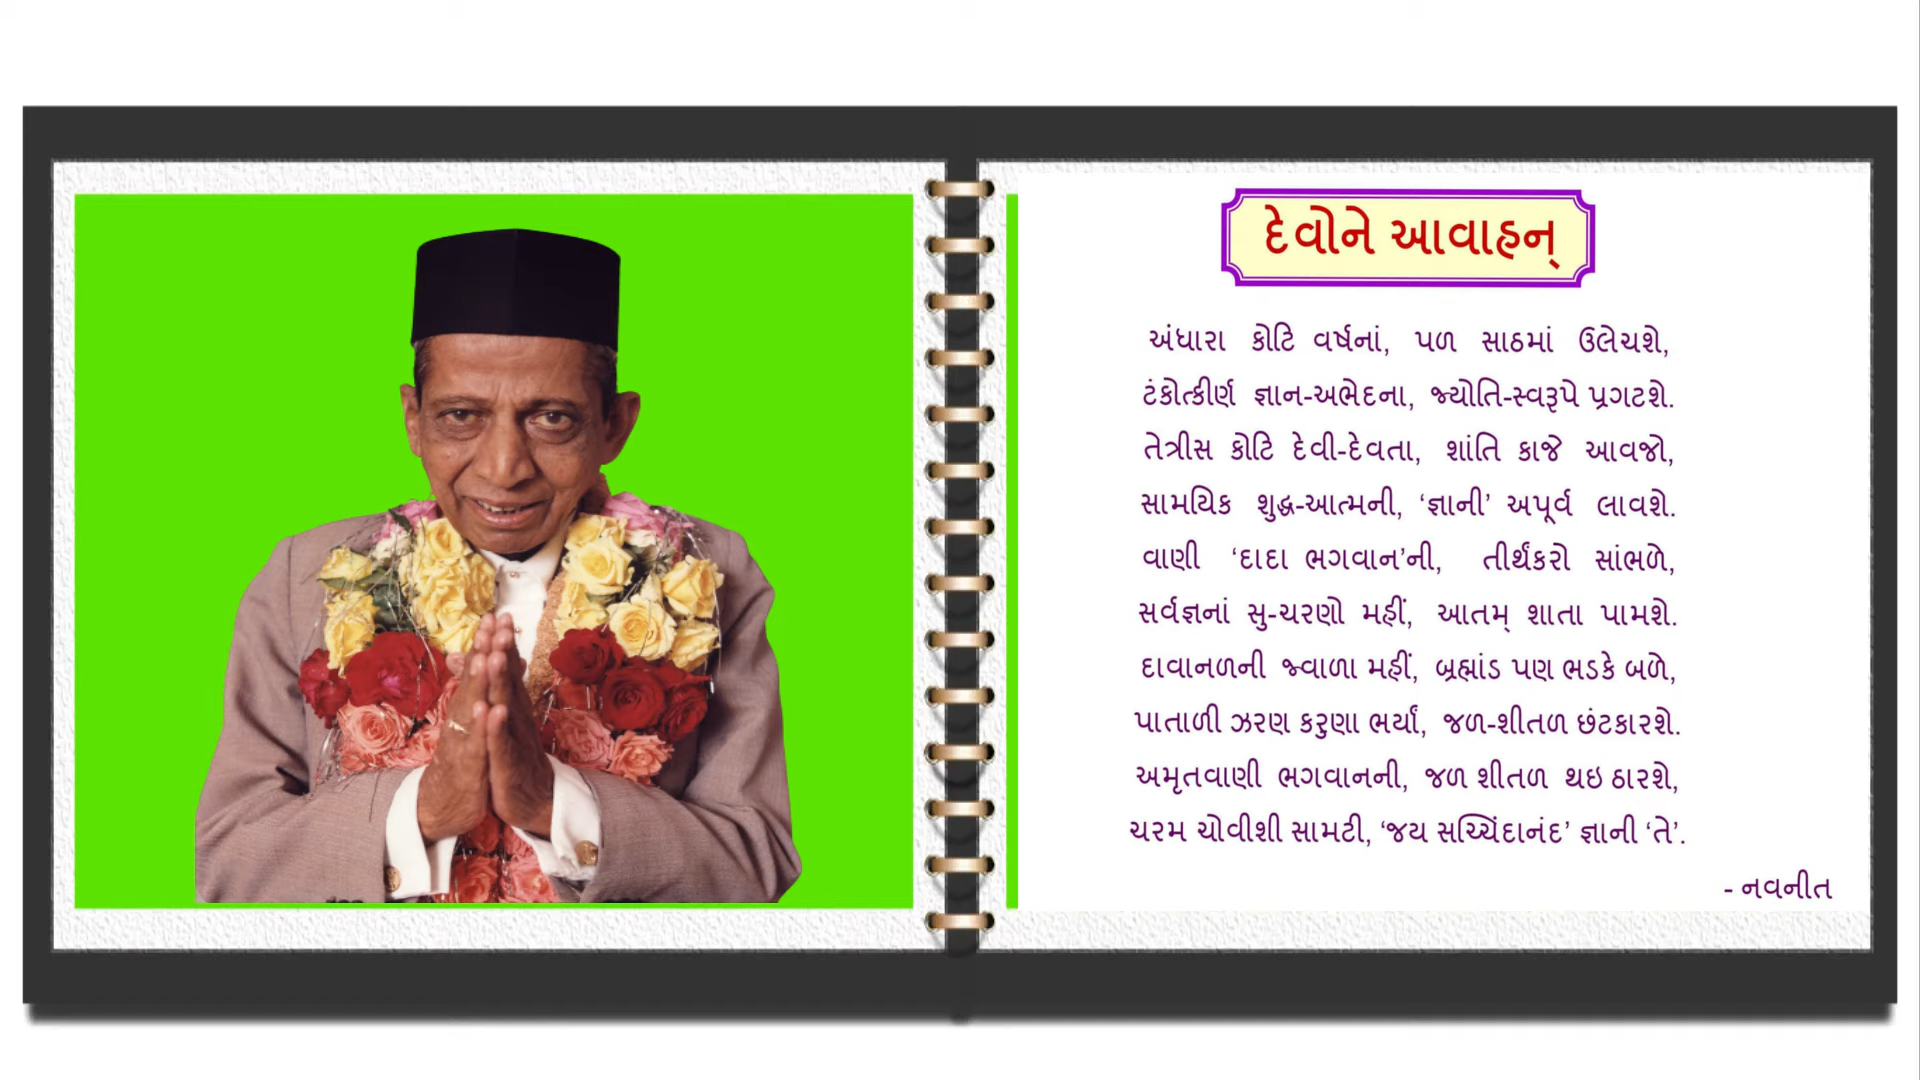 દેવોને આવાહન્
અંધારા કોટિ વર્ષનાં, પળ સાઠમાં ઉલેચશે,
ટંકોત્કીર્ણ જ્ઞાન-અભેદના, જ્યોતિ-સ્વરૂપે પ્રગટશે.
તેત્રીસ કોટિ દેવી-દેવતા, શાંતિ કાજે આવજો,
સામયિક શુદ્ધ-આત્મની, ‘જ્ઞાની’ અપૂર્વ લાવશે.
વાણી ‘દાદા ભગવાન’ની, તીર્થંકરો સાંભળે,
સર્વજ્ઞનાં સુ-ચરણો મહીં, આતમ્ શાતા પામશે.
દાવાનળની જ્વાળા મહીં, બ્રહ્માંડ પણ ભડકે બળે,
પાતાળી ઝરણ કરુણા ભર્યાં, જળ-શીતળ છંટકારશે.
અમૃતવાણી ભગવાનની, જળ શીતળ થઇ ઠારશે,
ચરમ ચોવીશી સામટી, ‘જય સચ્ચિદાનંદ’ જ્ઞાની ‘તે’.
- નવનીત